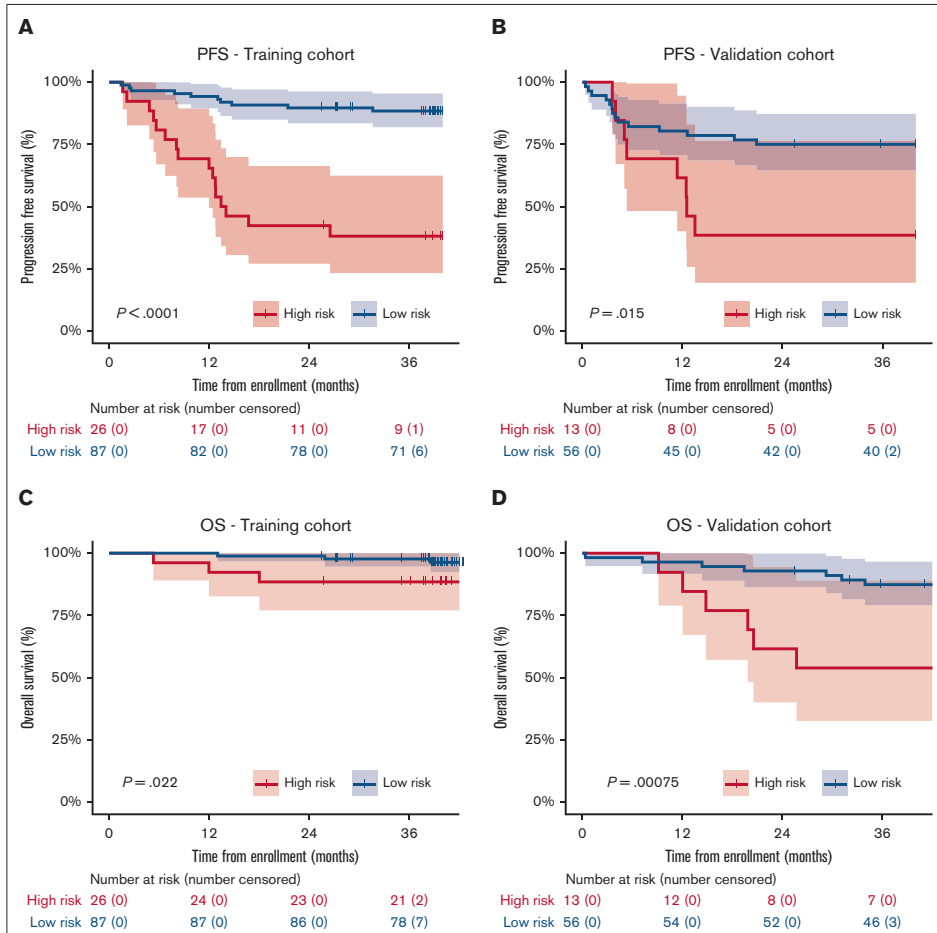 A
PFS - Training cohort
Progression free survival (%)
100%
75%
50%
25%
0%
P < .0001
High risk
Low risk
0 12 24 36
Time from enrollment (months)
Number at risk (number censored)
High risk 26 (0) 17 (0) 11 (0) 9 (1)
Low risk 87 (0) 82 (0) 78 (0) 71 (6)
B
PFS - Validation cohort
Progression free survival (%)
100%
75%
50%
25%
0%
P = .015
High risk
Low risk
0 12 24 36
Time from enrollment (months)
Number at risk (number censored)
High risk 13 (0) 8 (0) 5 (0) 5 (0)
Low risk 56 (0) 45 (0) 42 (0) 40 (2)
C
OS - Training cohort
Overall survival (%)
100%
75%
50%
25%
0%
P = .022
High risk
Low risk
0 12 24 36
Time from enrollment (months)
Number at risk (number censored)
High risk 26 (0) 24 (0) 23 (0) 21 (2)
Low risk 87 (0) 87 (0) 86 (0) 78 (7)
D
OS - Validation cohort
Overall survival (%)
100%
75%
50%
25%
0%
P = .00075
High risk
Low risk
0 12 24 36
Time from enrollment (months)
Number at risk (number censored)
High risk 13 (0) 12 (0) 8 (0) 7 (0)
Low risk 56 (0) 54 (0) 52 (0) 46 (3)